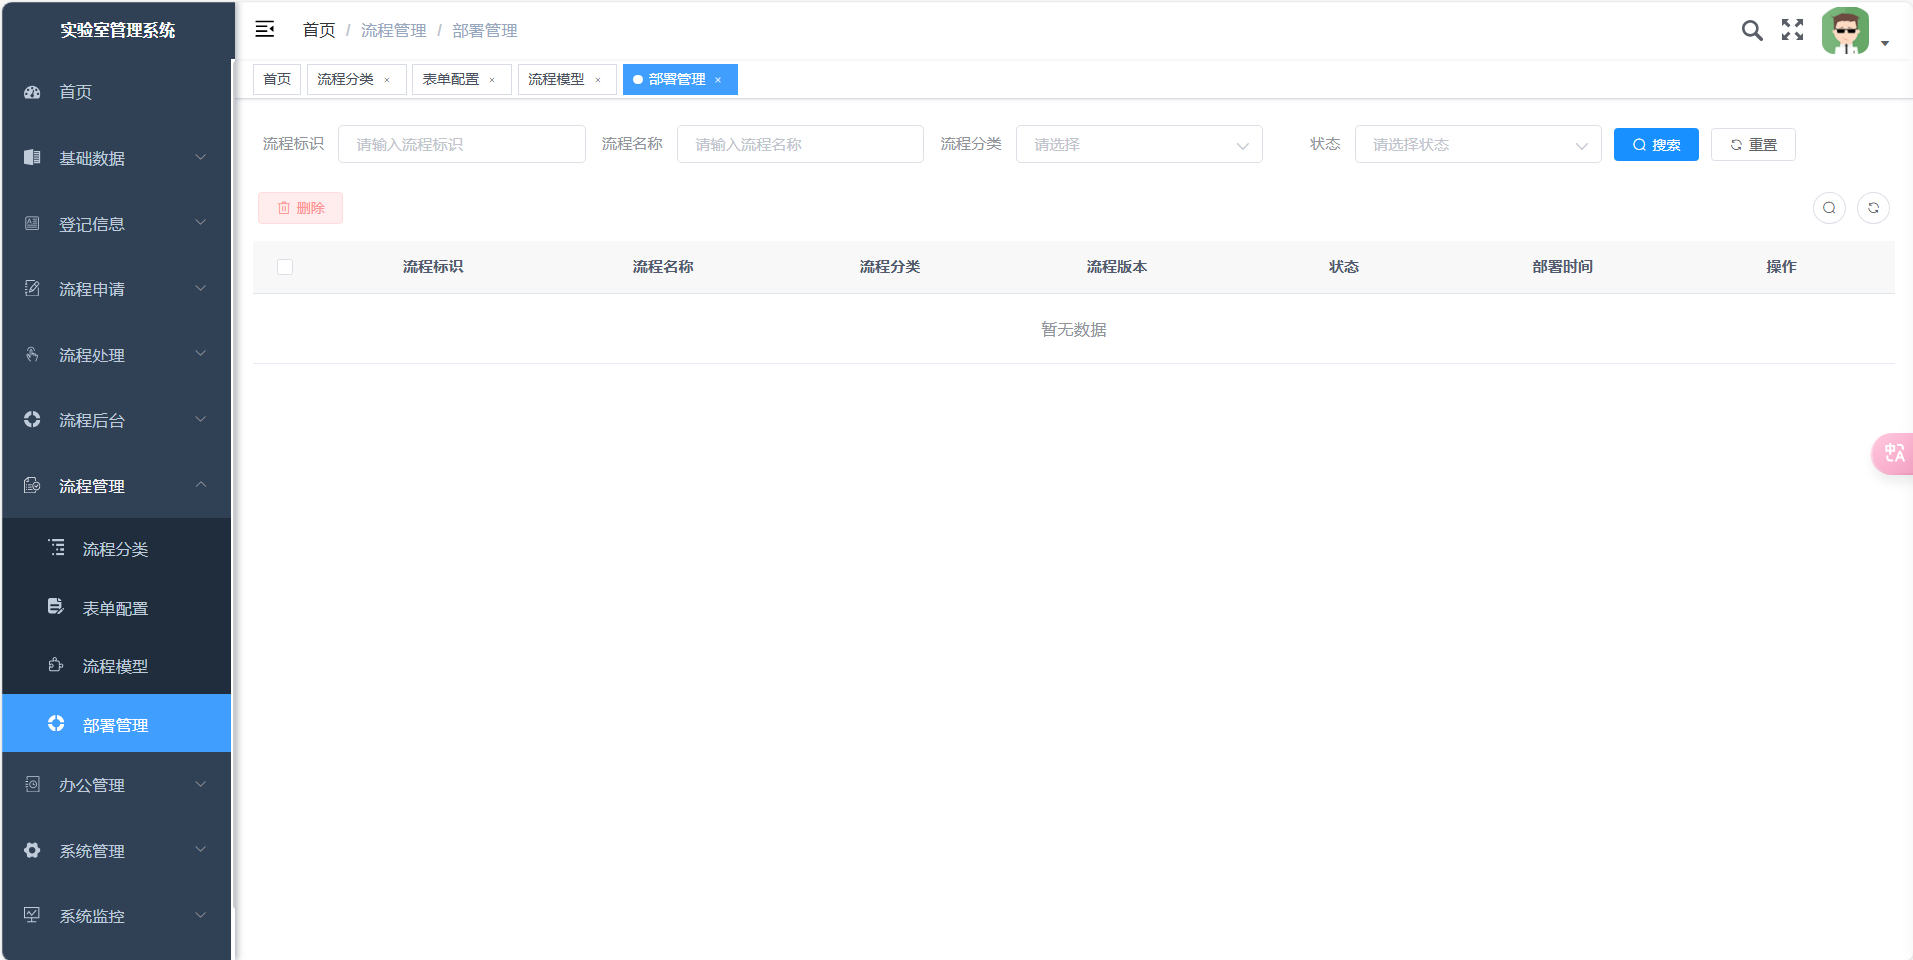 实验室管理系统
首页 / 流程管理 / 部署管理
首页 流程分类 × 表单配置 × 流程模型 × 部署管理 ×
首页
基础数据
登记信息
流程申请
流程处理
流程后台
流程管理
流程分类
表单配置
流程模型
部署管理
办公管理
系统管理
系统监控
流程标识 请输入流程标识 流程名称 请输入流程名称 流程分类 请选择 状态 请选择状态 搜索 重置
删除
流程标识 流程名称 流程分类 流程版本 状态 部署时间 操作
暂无数据
中A